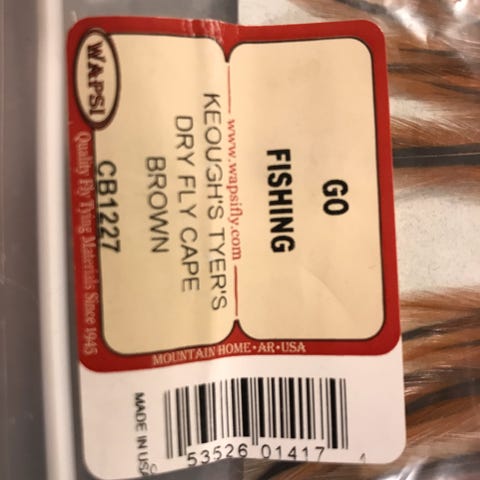 GO
FISHING
www.wapsifly.com
KEOUGH'S TYER'S
DRY FLY CAPE
BROWN
CB1227
WAPSI
Quality Fly Tying Materials Since 1945
MOUNTAIN HOME • AR • USA
53526 01417 4
MADE IN USA